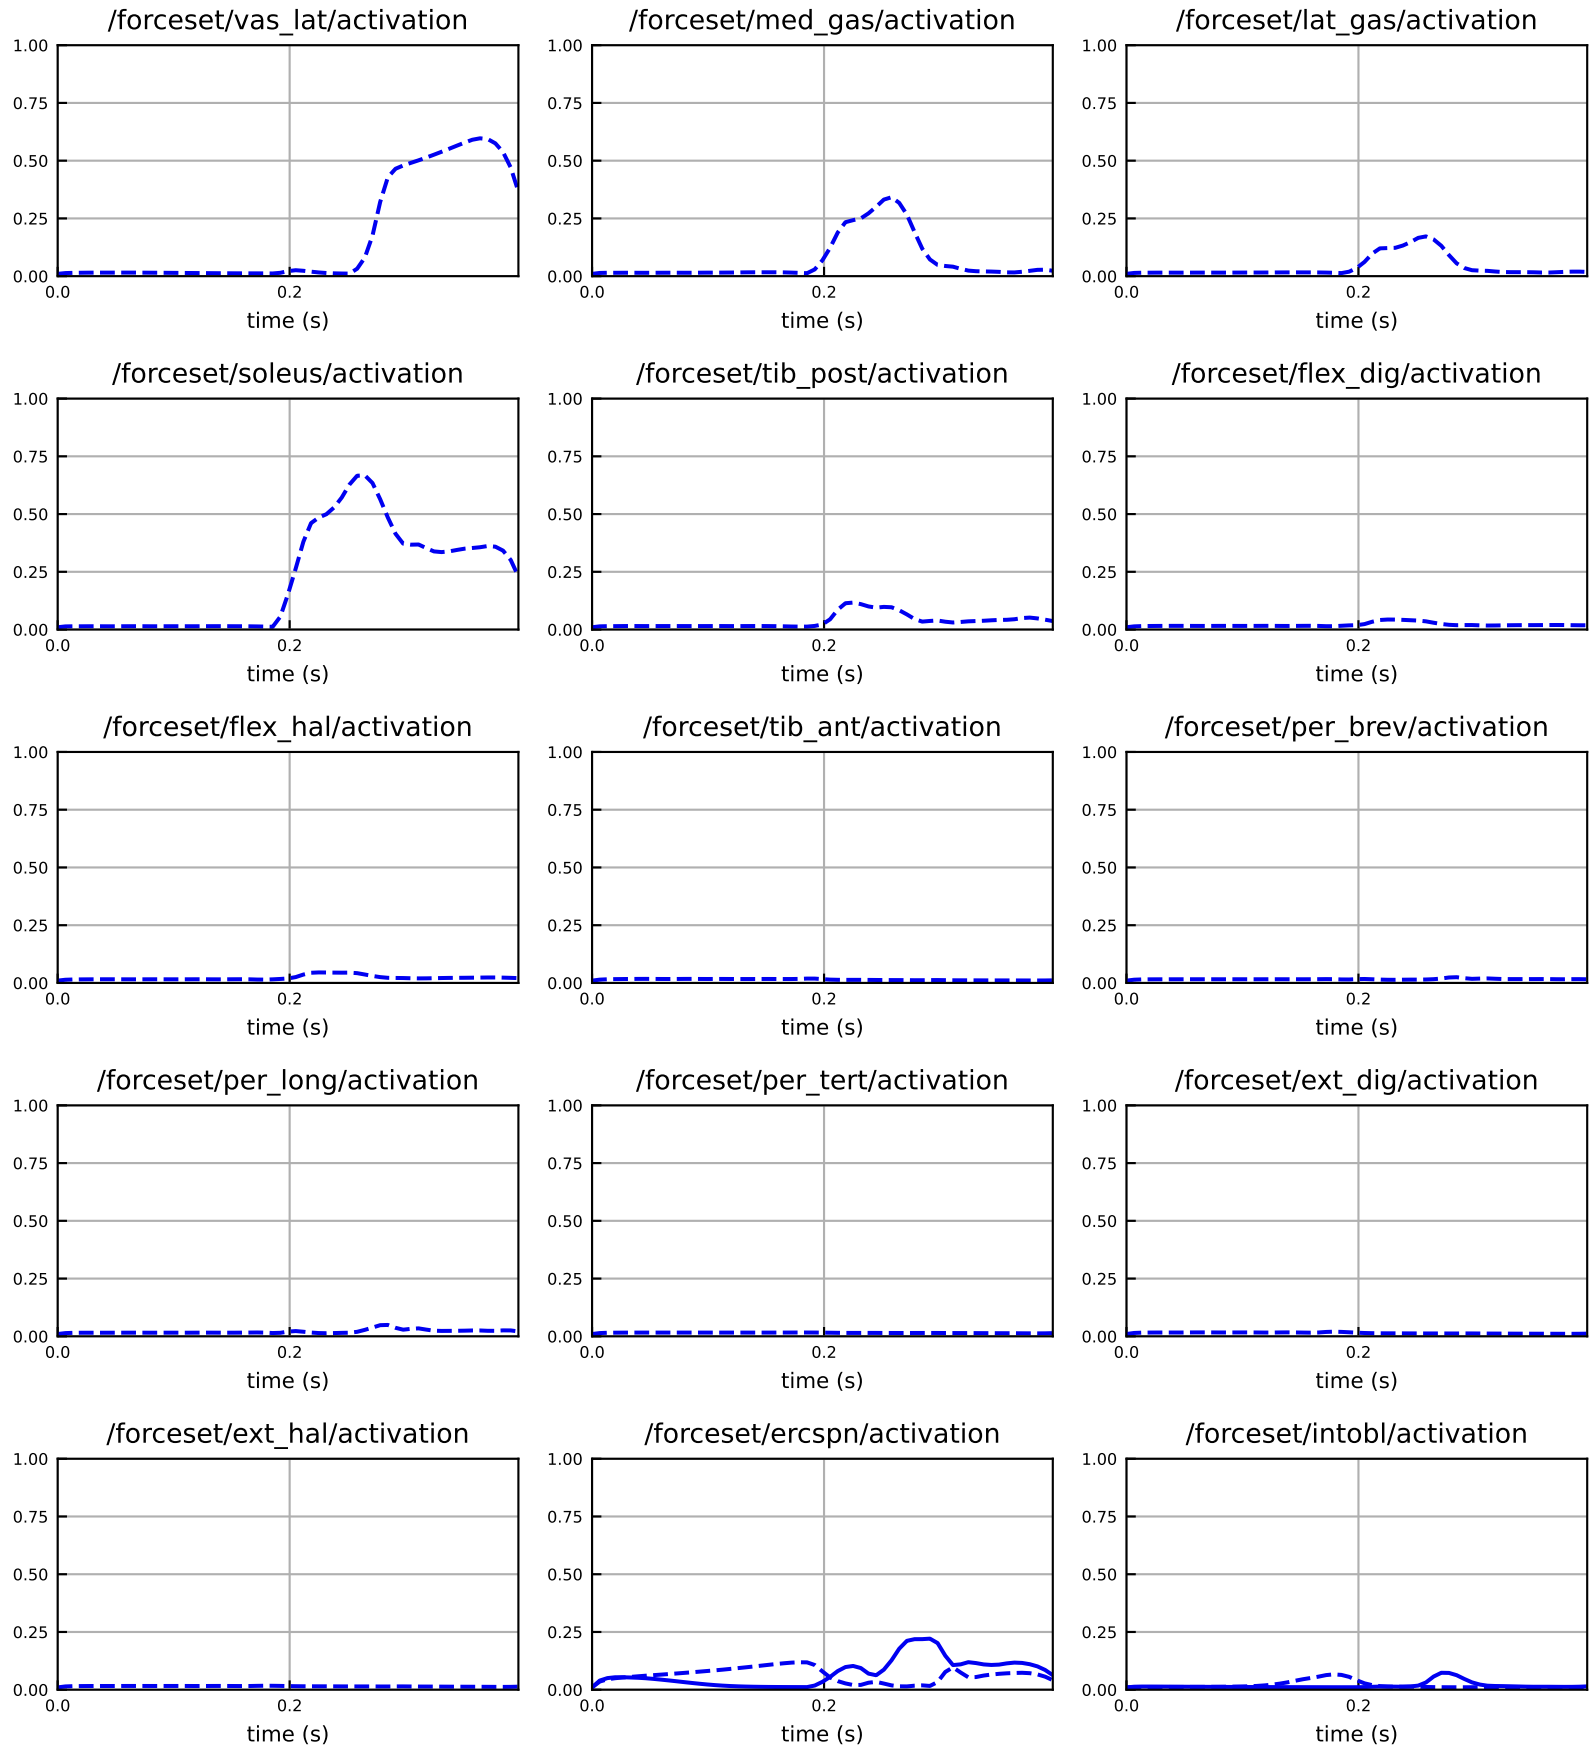 /forceset/vas_lat/activation /forceset/med_gas/activation /forceset/lat_gas/activation
1.00 1.00 1.00
0.75 0.75 0.75
0.50 0.50 0.50
0.25 0.25 0.25
0.00 0.00 0.00
0.0 0.2 0.0 0.2 0.0 0.2
time (s) time (s) time (s)
/forceset/soleus/activation /forceset/tib_post/activation /forceset/flex_dig/activation
1.00 1.00 1.00
0.75 0.75 0.75
0.50 0.50 0.50
0.25 0.25 0.25
0.00 0.00 0.00
0.0 0.2 0.0 0.2 0.0 0.2
time (s) time (s) time (s)
/forceset/flex_hal/activation /forceset/tib_ant/activation /forceset/per_brev/activation
1.00 1.00 1.00
0.75 0.75 0.75
0.50 0.50 0.50
0.25 0.25 0.25
0.00 0.00 0.00
0.0 0.2 0.0 0.2 0.0 0.2
time (s) time (s) time (s)
/forceset/per_long/activation /forceset/per_tert/activation /forceset/ext_dig/activation
1.00 1.00 1.00
0.75 0.75 0.75
0.50 0.50 0.50
0.25 0.25 0.25
0.00 0.00 0.00
0.0 0.2 0.0 0.2 0.0 0.2
time (s) time (s) time (s)
/forceset/ext_hal/activation /forceset/ercspn/activation /forceset/intobl/activation
1.00 1.00 1.00
0.75 0.75 0.75
0.50 0.50 0.50
0.25 0.25 0.25
0.00 0.00 0.00
0.0 0.2 0.0 0.2 0.0 0.2
time (s) time (s) time (s)